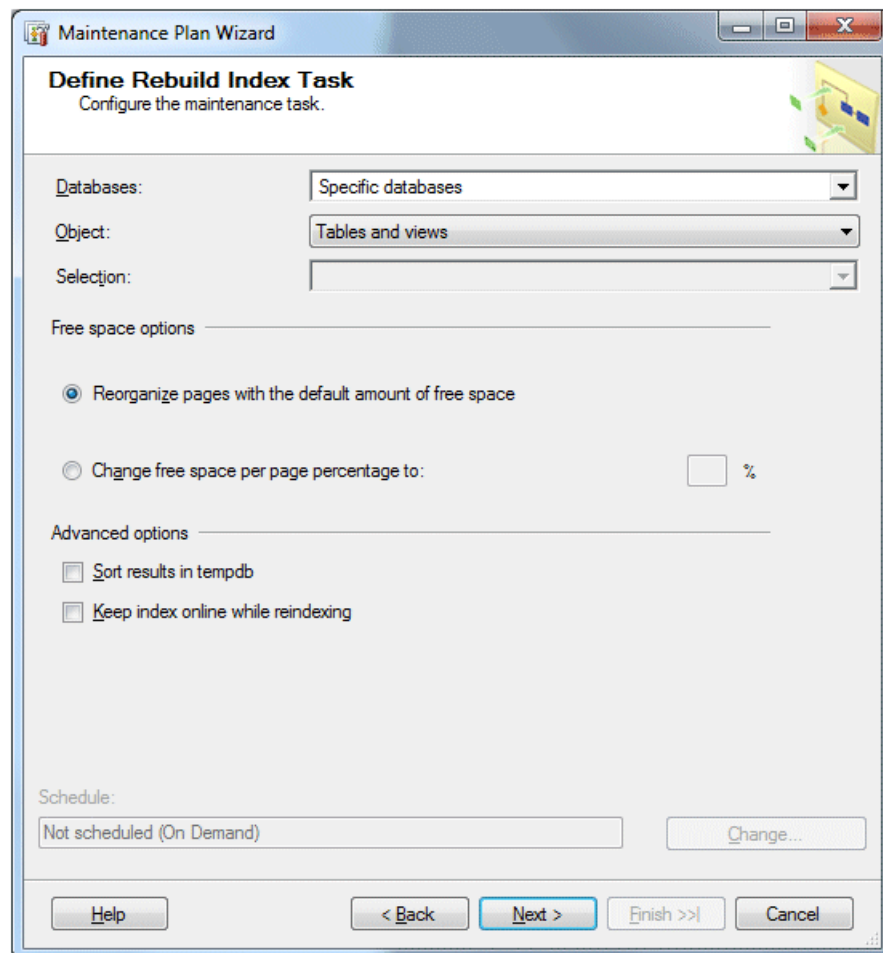 Maintenance Plan Wizard
Define Rebuild Index Task
Configure the maintenance task.
Databases: Specific databases
Object: Tables and views
Selection:
Free space options
Reorganize pages with the default amount of free space
Change free space per page percentage to: %
Advanced options
Sort results in tempdb
Keep index online while reindexing
Schedule:
Not scheduled (On Demand) Change...
Help < Back Next > Finish >>| Cancel